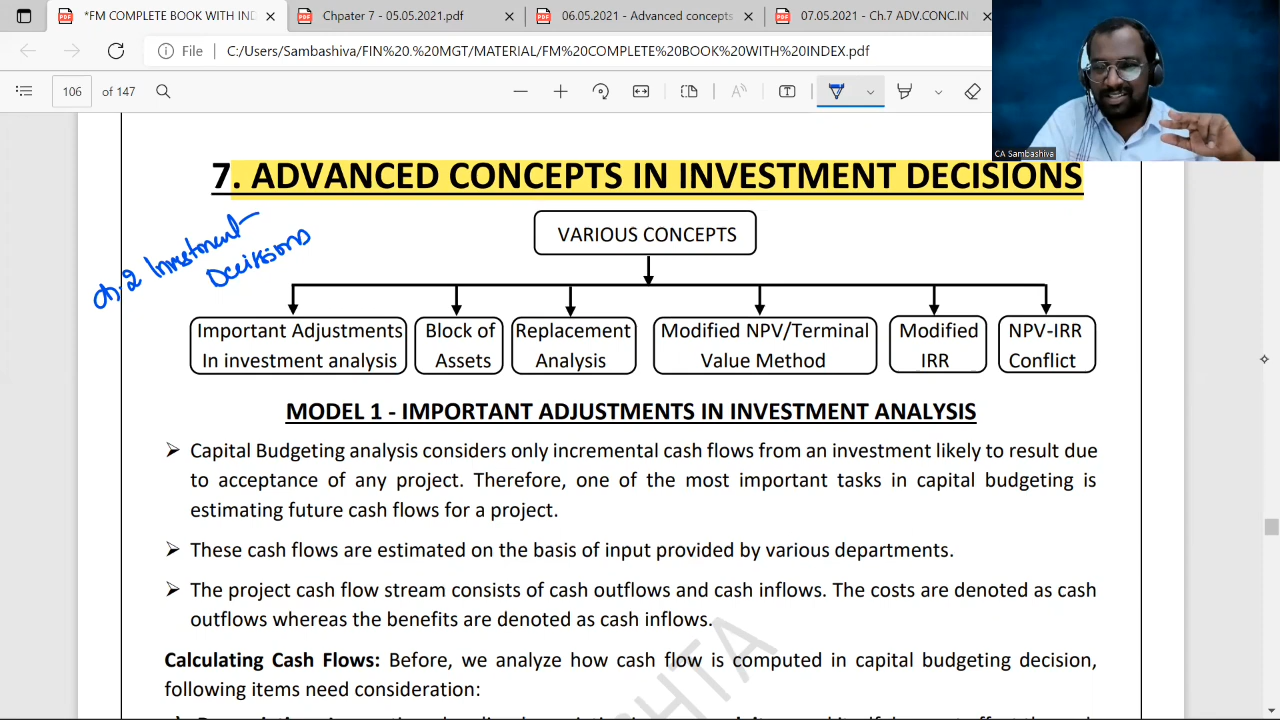 *FM COMPLETE BOOK WITH IND
Chpater 7 - 05.05.2021.pdf
06.05.2021 - Advanced concepts
07.05.2021 - Ch.7 ADV.CONC.IN
File
C:/Users/Sambashiva/FIN%20.%20MGT/MATERIAL/FM%20COMPLETE%20BOOK%20WITH%20INDEX.pdf
106 of 147
CA Sambashiva
7. ADVANCED CONCEPTS IN INVESTMENT DECISIONS
Ch.2 Investment
Decisions
VARIOUS CONCEPTS
Important Adjustments
In investment analysis
Block of
Assets
Replacement
Analysis
Modified NPV/Terminal
Value Method
Modified
IRR
NPV-IRR
Conflict
MODEL 1 - IMPORTANT ADJUSTMENTS IN INVESTMENT ANALYSIS
Capital Budgeting analysis considers only incremental cash flows from an investment likely to result due
to acceptance of any project. Therefore, one of the most important tasks in capital budgeting is
estimating future cash flows for a project.
These cash flows are estimated on the basis of input provided by various departments.
The project cash flow stream consists of cash outflows and cash inflows. The costs are denoted as cash
outflows whereas the benefits are denoted as cash inflows.
Calculating Cash Flows: Before, we analyze how cash flow is computed in capital budgeting decision,
following items need consideration: